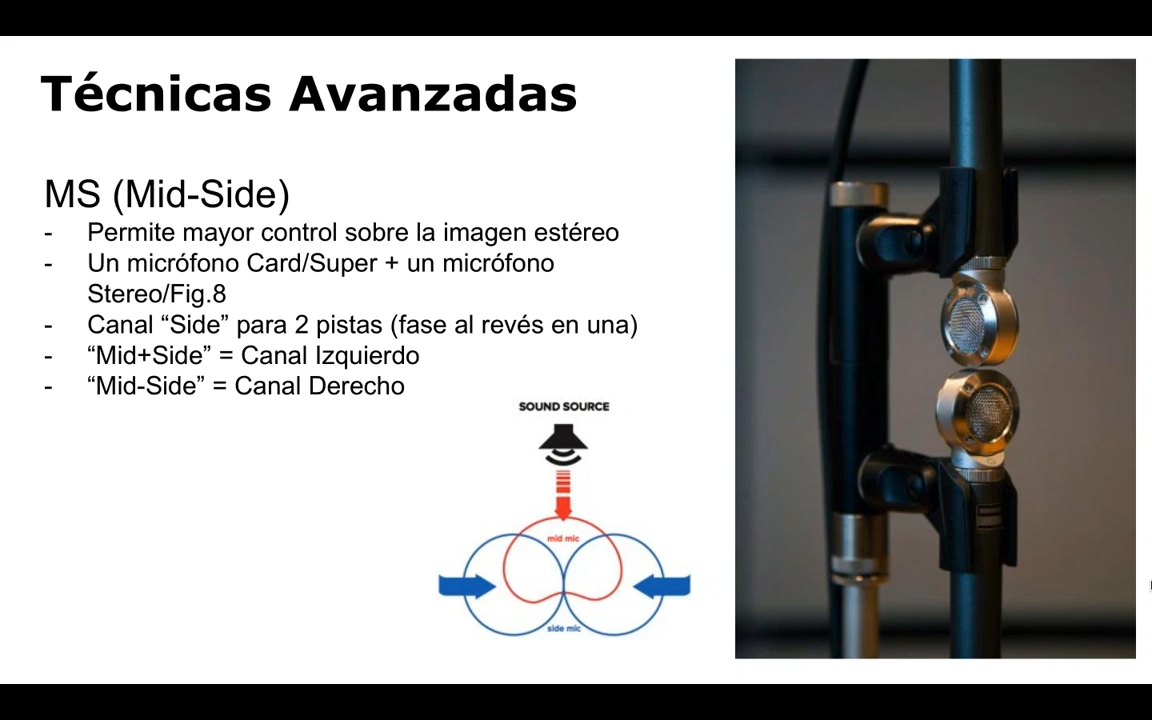 Técnicas Avanzadas
MS (Mid-Side)
- Permite mayor control sobre la imagen estéreo
- Un micrófono Card/Super + un micrófono
Stereo/Fig.8
- Canal “Side” para 2 pistas (fase al revés en una)
- “Mid+Side” = Canal Izquierdo
- “Mid-Side” = Canal Derecho
SOUND SOURCE
mid mic
side mic